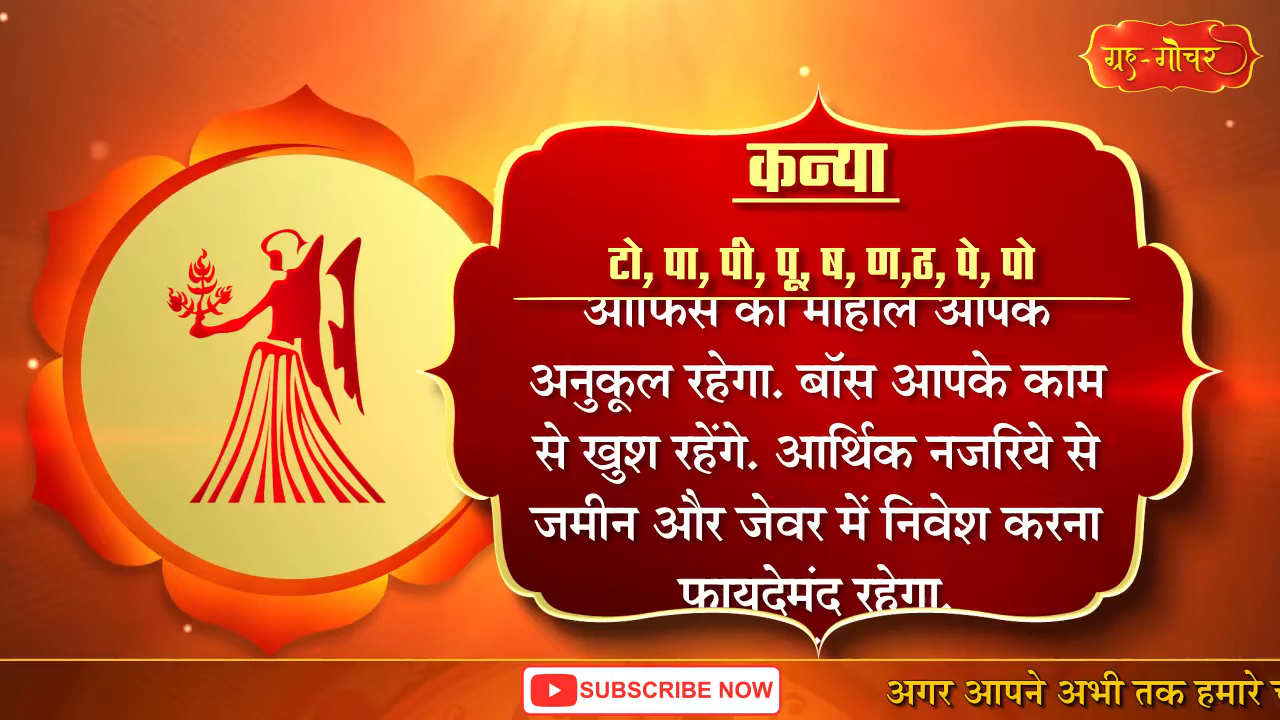 ग्रह-गोचर
कन्या
टो, पा, पी, पू, ष, ण,ठ, पे, पो
ऑफिस का माहौल आपके
अनुकूल रहेगा. बॉस आपके काम
से खुश रहेंगे. आर्थिक नजरिये से
जमीन और जेवर में निवेश करना
फायदेमंद रहेगा.
SUBSCRIBE NOW
अगर आपने अभी तक हमारे